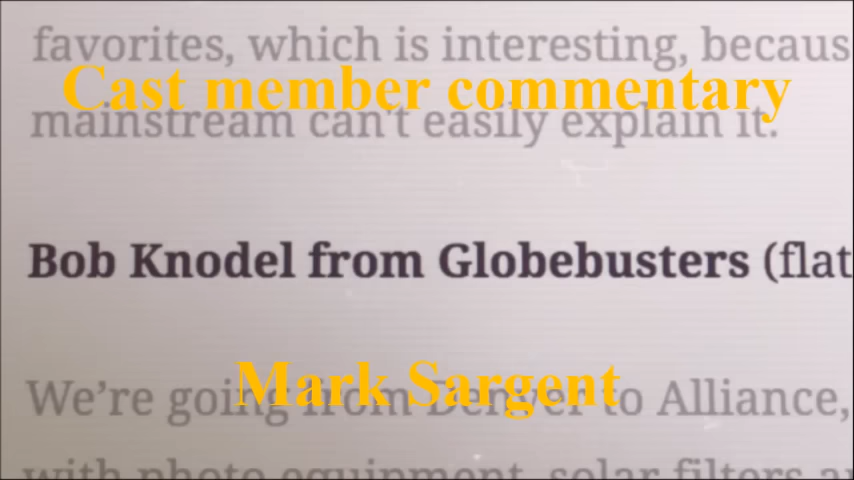 favorites, which is interesting, becaus
Cast member commentary
mainstream can't easily explain it.
Bob Knodel from Globebusters (flat
Mark Sargent
We’re going from Denver to Alliance,
with photo equipment, solar filters a